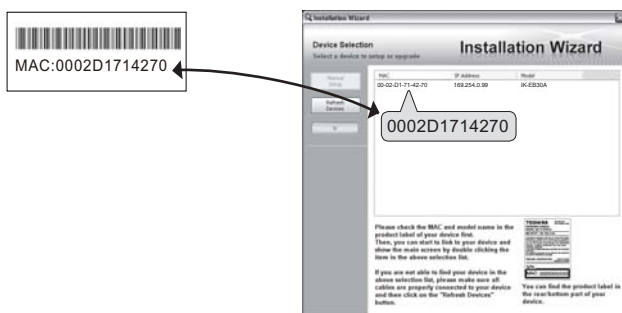 MAC:0002D1714270
Installation Wizard
Device Selection
Select a device to setup or upgrade
Installation Wizard
Manual
Setup
Refresh
Devices
MAC IP Address Model
00-02-D1-71-42-70 169.254.0.99 IK-EB30A
0002D1714270
Please check the MAC and model name in the
product label of your device first.
Then, you can start to link to your device and
show the main screen by double clicking the
item in the above selection list.
If you are not able to find your device in the
above selection list, please make sure all
cables are properly connected to your device
and then click on the "Refresh Devices"
button.
TOSHIBA
You can find the product label in
the rear/bottom part of your
device.